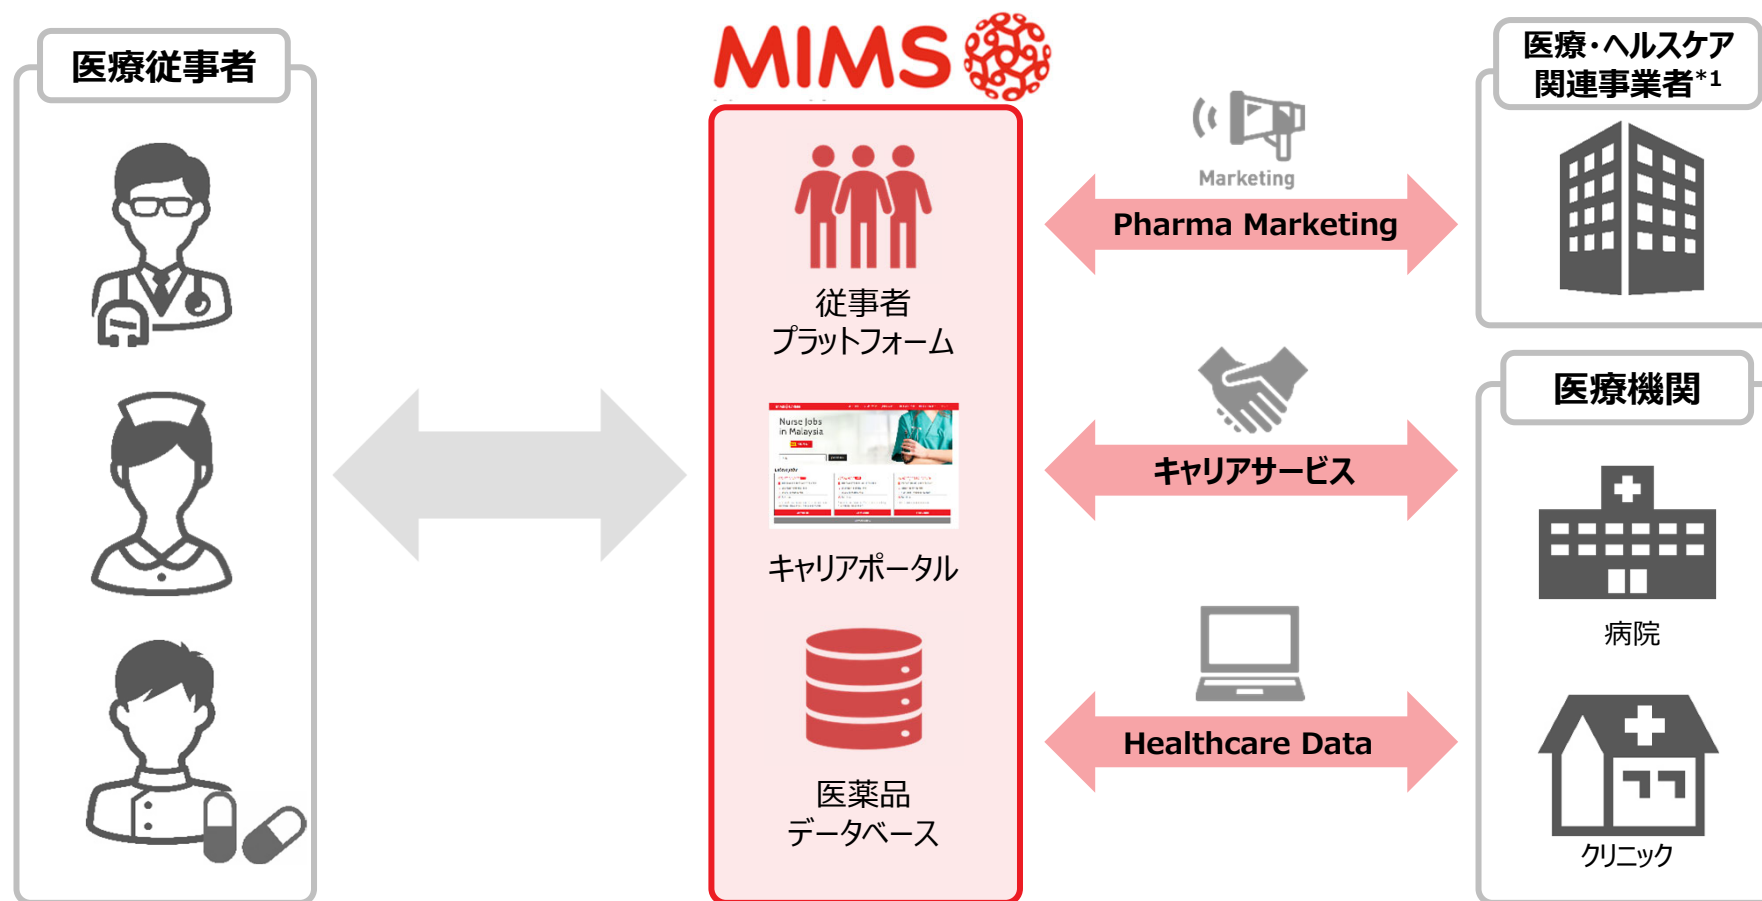 医療従事者
MIMS
医療・ヘルスケア
関連事業者*1
Marketing
Pharma Marketing
従事者
プラットフォーム
Nurse Jobs
in Malaysia
キャリアポータル
キャリアサービス
医療機関
病院
Healthcare Data
医薬品
データベース
クリニック